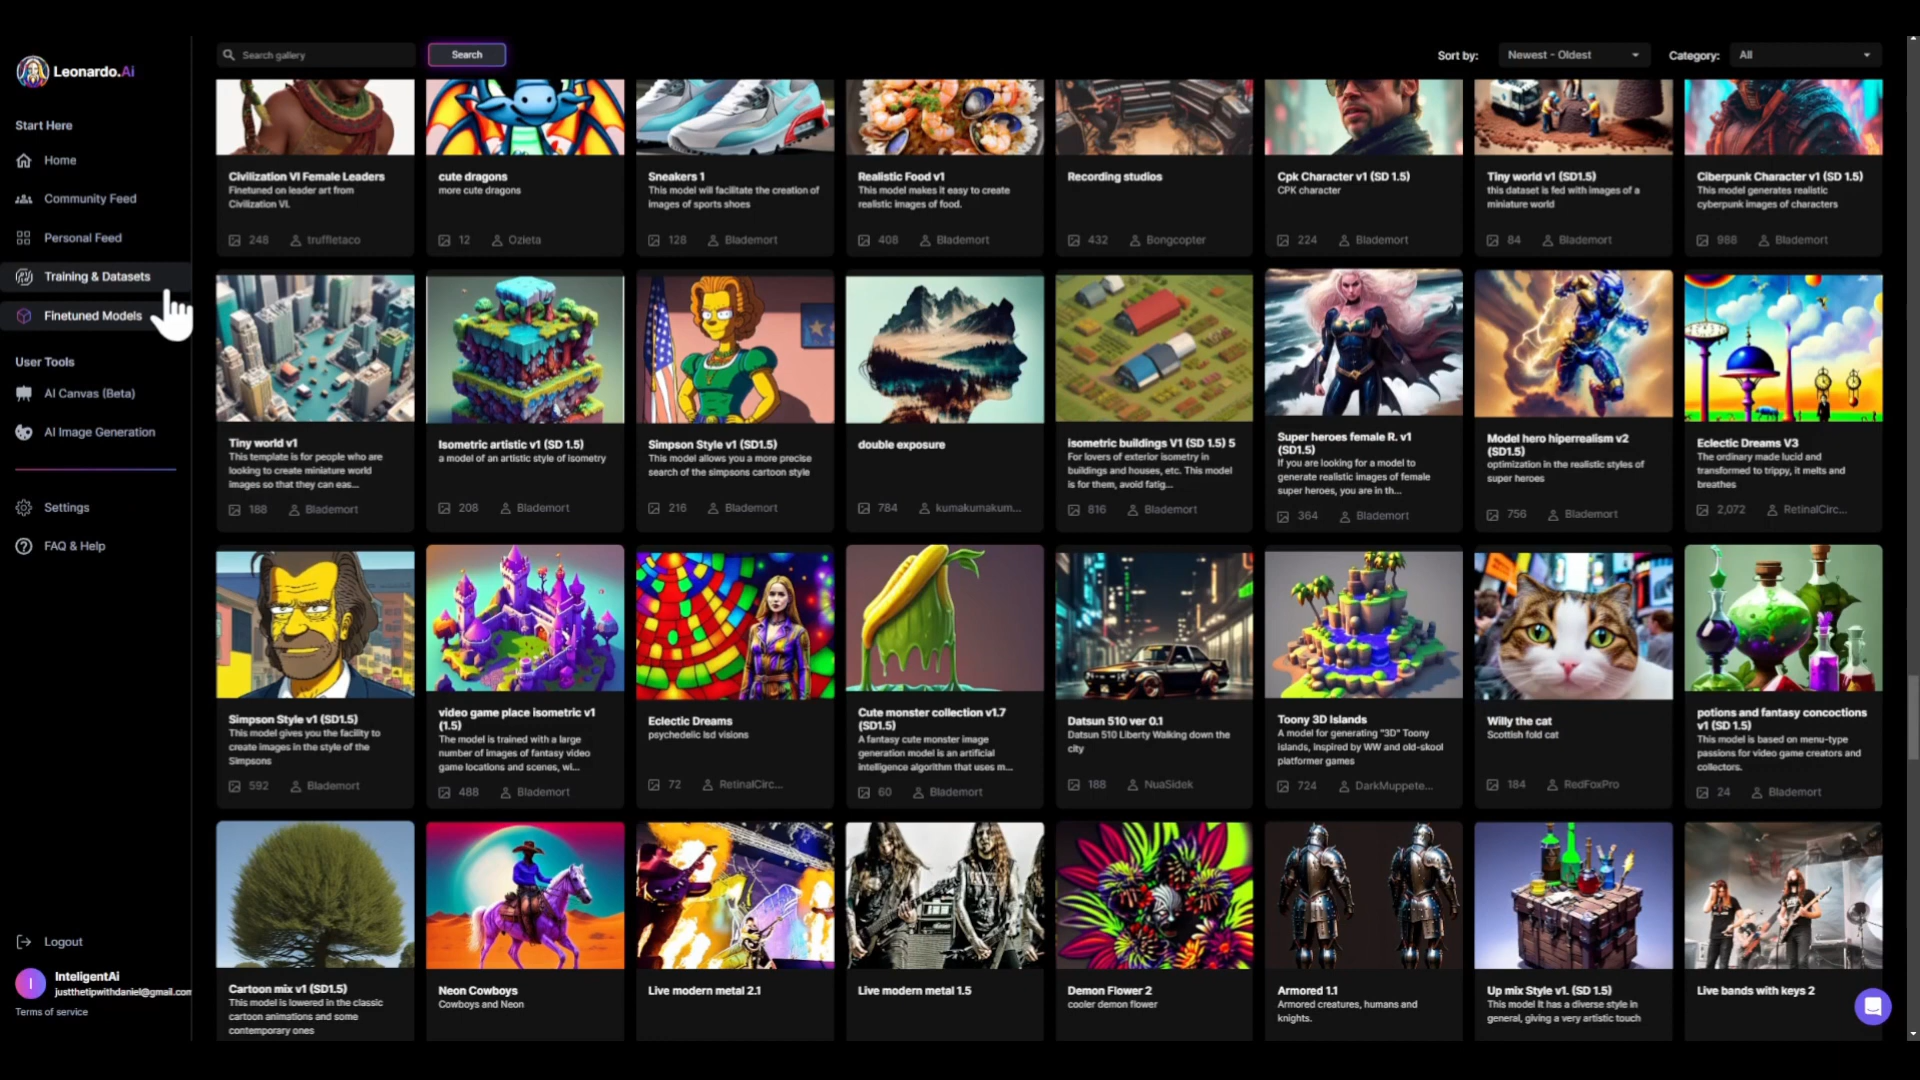 Leonardo.Ai
Search gallery
Search
Sort by:
Newest - Oldest
Category:
All
Start Here
Home
Community Feed
Personal Feed
Training & Datasets
Finetuned Models
User Tools
AI Canvas (Beta)
AI Image Generation
Settings
FAQ & Help
Logout
I
InteligentAi
justthetipwithdaniel@gmail.com
Terms of service
Civilization VI Female Leaders
Finetuned on leader art from
Civilization VI.
248 truffletaco
cute dragons
more cute dragons
12 Ozieta
Sneakers 1
This model will facilitate the creation of
images of sports shoes
128 Blademort
Realistic Food v1
This model makes it easy to create
realistic images of food.
408 Blademort
Recording studios
432 Bongcopter
Cpk Character v1 (SD 1.5)
CPK character
224 Blademort
Tiny world v1 (SD1.5)
this dataset is fed with images of a
miniature world
84 Blademort
Ciberpunk Character v1 (SD 1.5)
This model generates realistic
cyberpunk images of characters
988 Blademort
Tiny world v1
This template is for people who are
looking to create miniature world
images so that they can eas...
188 Blademort
Isometric artistic v1 (SD 1.5)
a model of an artistic style of isometry
208 Blademort
Simpson Style v1 (SD1.5)
This model allows you a more precise
search of the simpsons cartoon style
216 Blademort
double exposure
784 kumakumakum...
isometric buildings V1 (SD 1.5) 5
For lovers of exterior isometry in
buildings and houses, etc. This model
is for them, avoid fatig...
816 Blademort
Super heroes female R. v1
(SD1.5)
If you are looking for a model to
generate realistic images of female
super heroes, you are in th...
364 Blademort
Model hero hiperrealism v2
(SD1.5)
optimization in the realistic styles of
super heroes
756 Blademort
Eclectic Dreams V3
The ordinary made lucid and
transformed to trippy, it melts and
breathes
2,072 RetinalCirc...
Simpson Style v1 (SD1.5)
This model gives you the facility to
create images in the style of the
Simpsons
592 Blademort
video game place isometric v1
(1.5)
The model is trained with a large
number of images of fantasy video
game locations and scenes, wi...
488 Blademort
Eclectic Dreams
psychedelic lsd visions
72 RetinalCirc...
Cute monster collection v1.7
(SD1.5)
A fantasy cute monster image
generation model is an artificial
intelligence algorithm that uses m...
60 Blademort
Datsun 510 ver 0.1
Datsun 510 Liberty Walking down the
city
188 NuaSidek
Toony 3D Islands
A model for generating "3D" Toony
islands, inspired by WW and old-skool
platformer games
724 DarkMuppete...
Willy the cat
Scottish fold cat
184 RedFoxPro
potions and fantasy concoctions
v1 (SD 1.5)
This model is based on menu-type
passions for video game creators and
collectors.
24 Blademort
Cartoon mix v1 (SD1.5)
This model is lowered in the classic
cartoon animations and some
contemporary ones
Neon Cowboys
Cowboys and Neon
Live modern metal 2.1
Live modern metal 1.5
Demon Flower 2
cooler demon flower
Armored 1.1
Armored creatures, humans and
knights.
Up mix Style v1. (SD 1.5)
This model It has a diverse style in
general, giving a very artistic touch
Live bands with keys 2